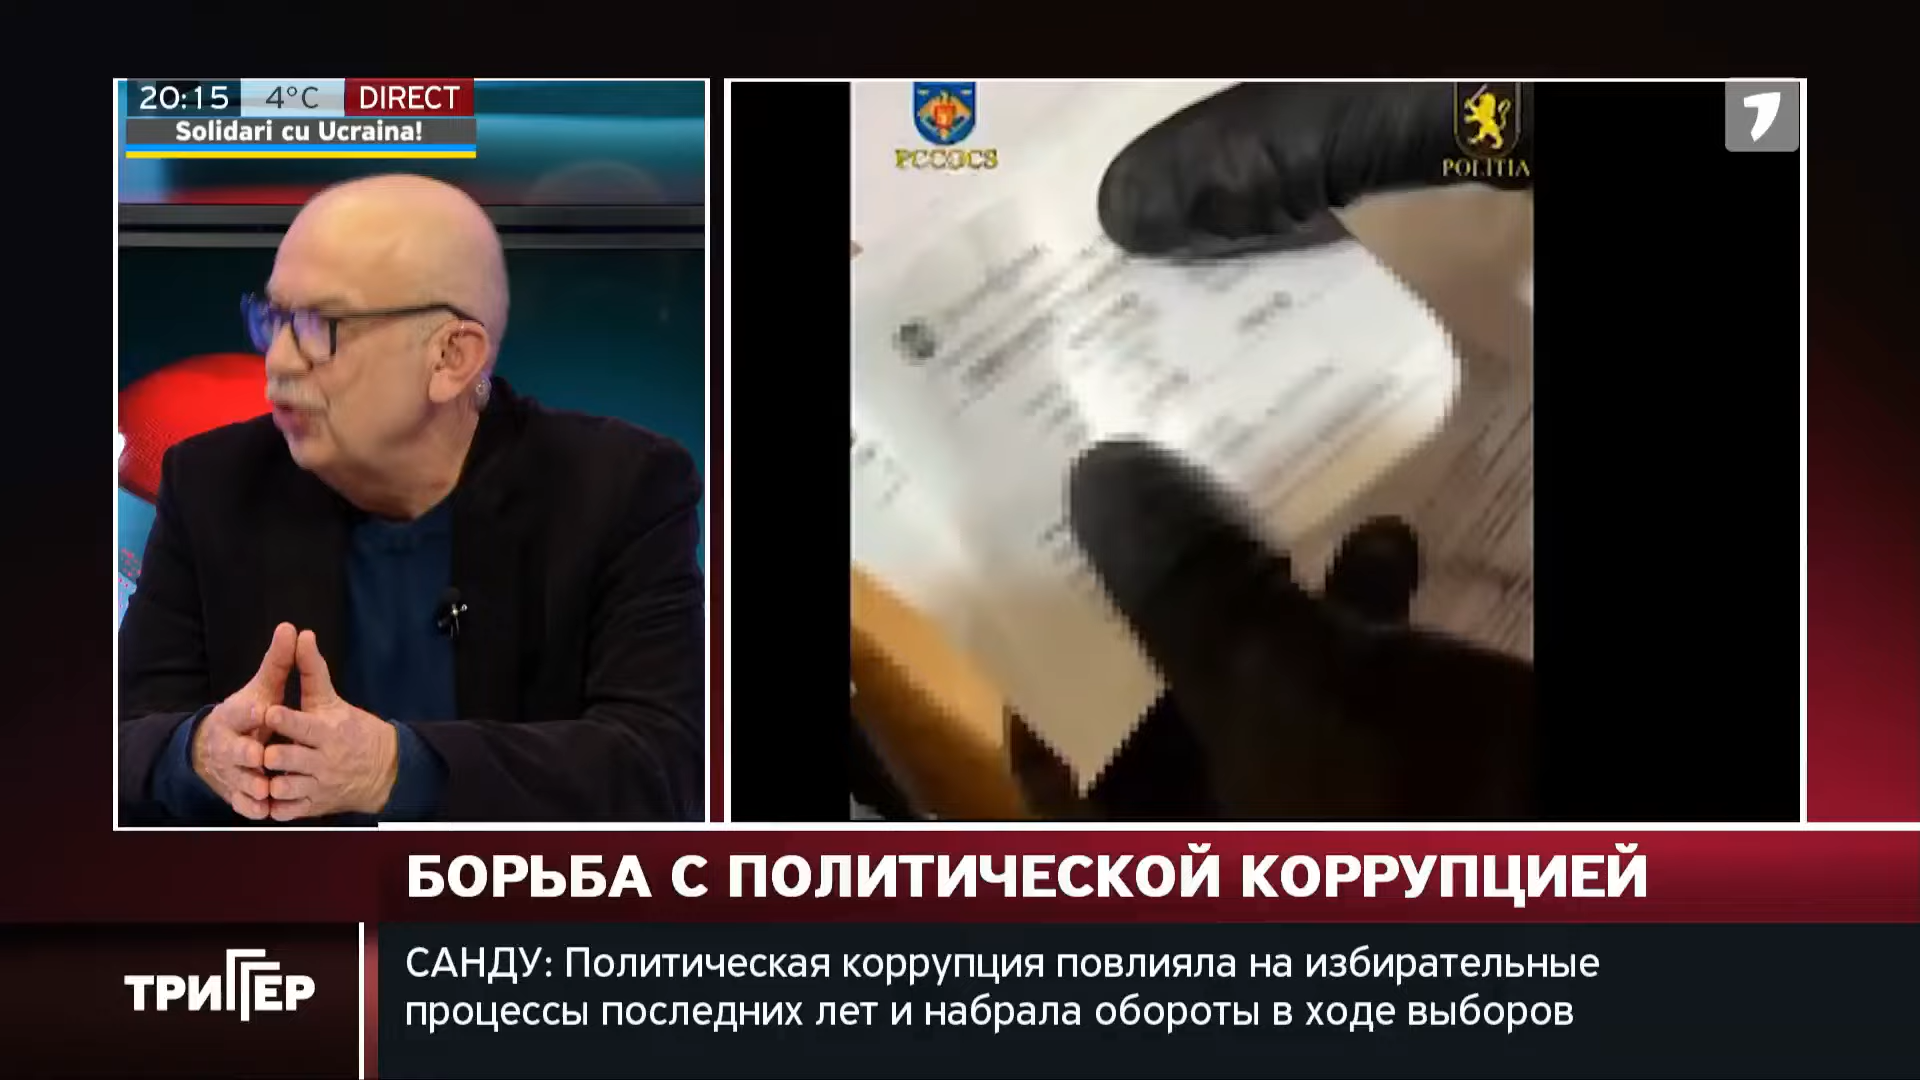 20:15 4°C DIRECT
Solidari cu Ucraina!
PCCOCS
POLITIA
7
БОРЬБА С ПОЛИТИЧЕСКОЙ КОРРУПЦИЕЙ
ТРИГГЕР
САНДУ: Политическая коррупция повлияла на избирательные
процессы последних лет и набрала обороты в ходе выборов